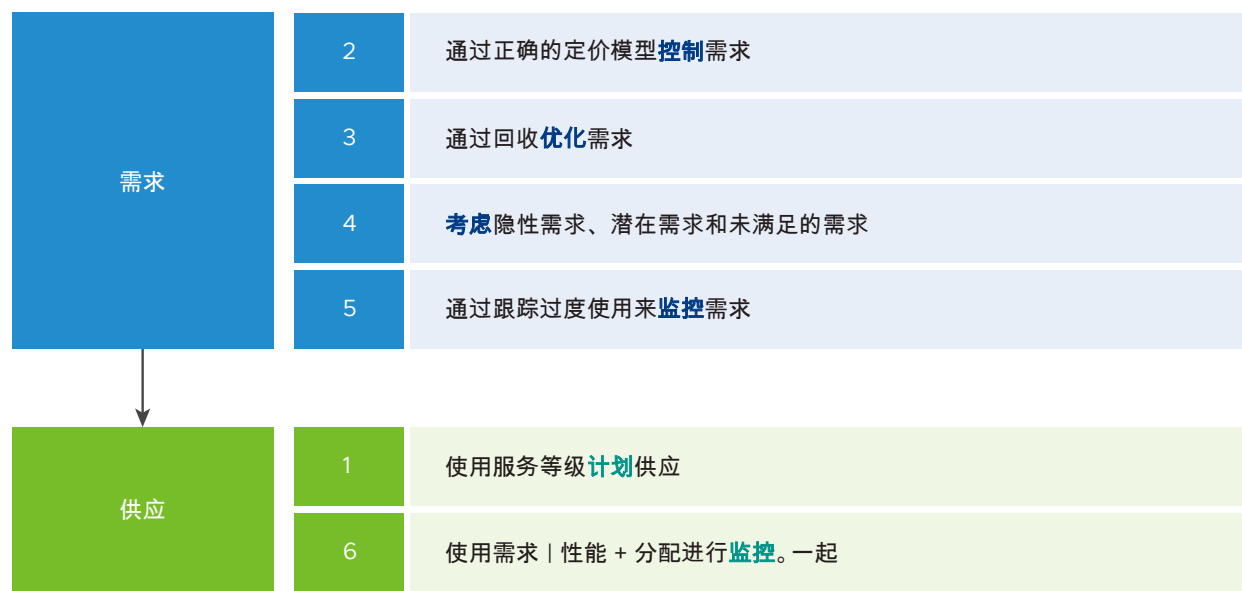 需求
2
通过正确的定价模型控制需求
3
通过回收优化需求
4
考虑隐性需求、潜在需求和未满足的需求
5
通过跟踪过度使用来监控需求
供应
1
使用服务等级计划供应
6
使用需求 | 性能 + 分配进行监控。一起